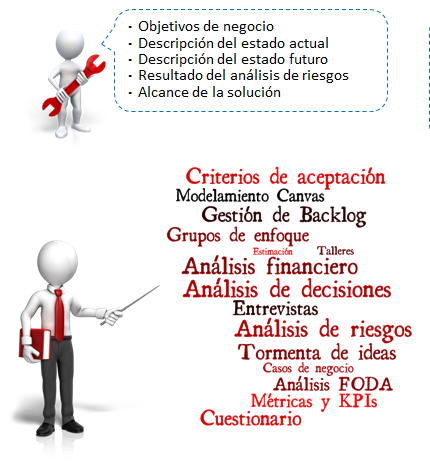 - Objetivos de negocio
- Descripción del estado actual
- Descripción del estado futuro
- Resultado del análisis de riesgos
- Alcance de la solución
Criterios de aceptación
Modelamiento Canvas
Gestión de Backlog
Grupos de enfoque
Estimación Talleres
Análisis financiero
Análisis de decisiones
Entrevistas
Análisis de riesgos
Tormenta de ideas
Casos de negocio
Análisis FODA
Métricas y KPIs
Cuestionario